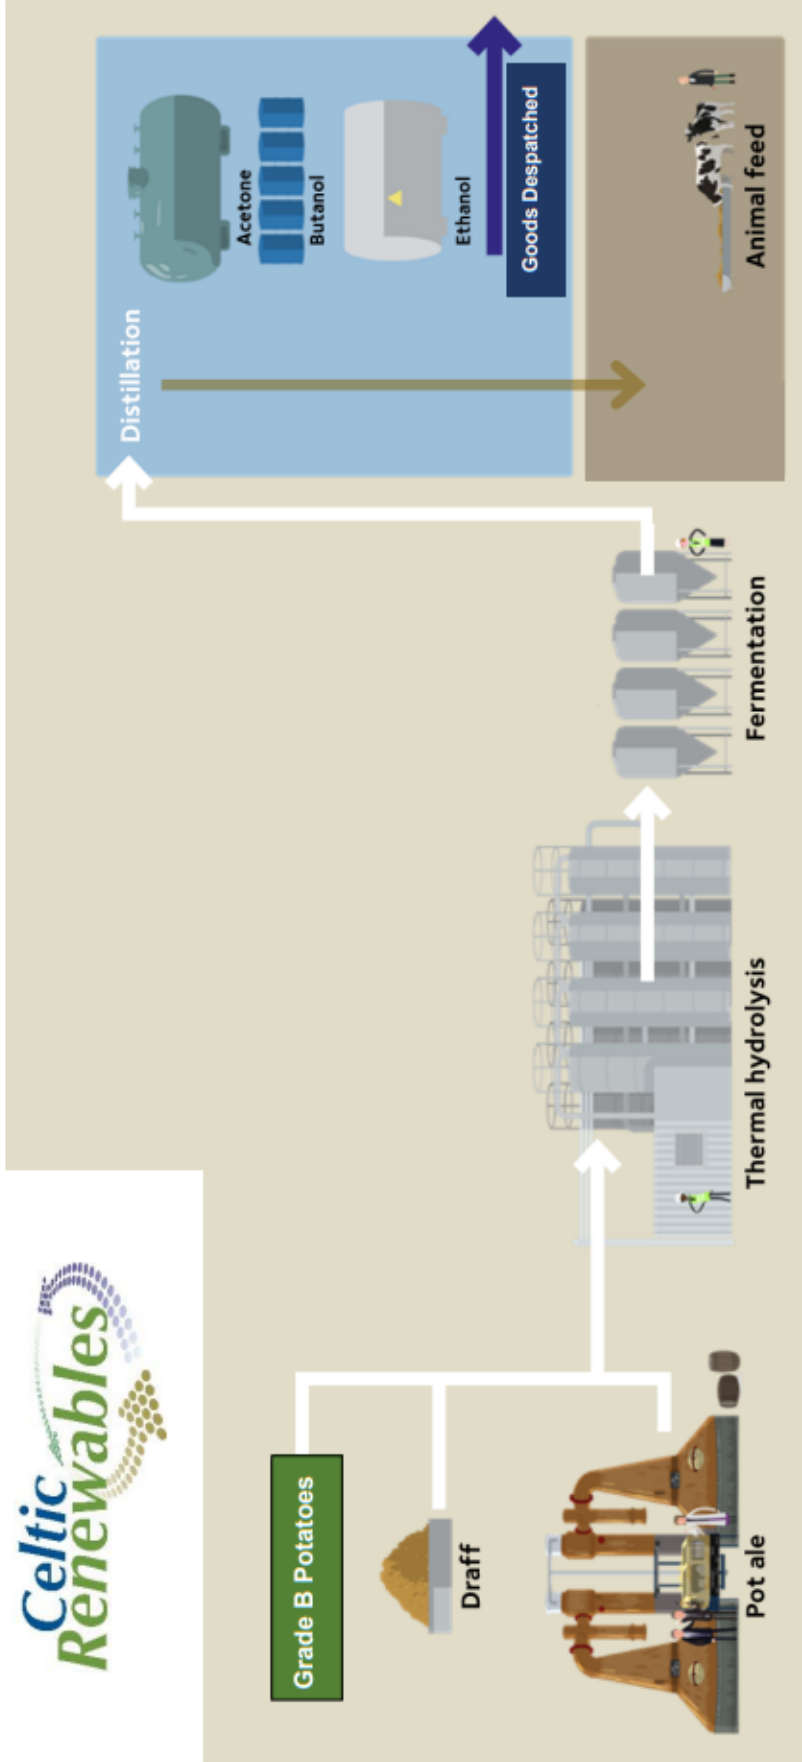 Celtic
Renewables
Grade B Potatoes
Draff
Pot ale
Thermal hydrolysis
Fermentation
Distillation
Acetone
Butanol
Ethanol
Goods Despatched
Animal feed